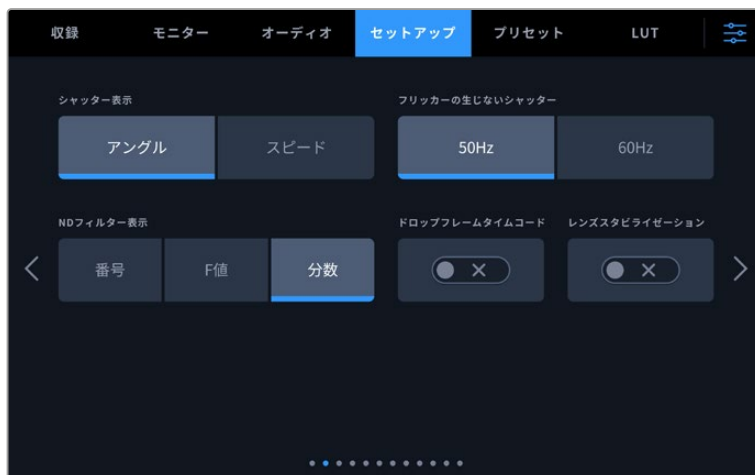 収録 モニター オーディオ セットアップ プリセット LUT
シャッター表示 フリッカーの生じないシャッター
アングル スピード 50Hz 60Hz
NDフィルター表示 ドロップフレームタイムコード レンズスタビライゼーション
番号 F値 分数